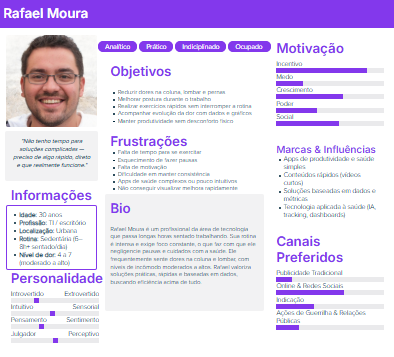 Rafael Moura
"Não tenho tempo para
soluções complicadas —
preciso de algo rápido, direto
e que realmente funcione."
Informações
Idade: 30 anos
Profissão: TI / escritório
Localização: Urbana
Rotina: Sedentária (6–
8h+ sentado/dia)
Nível de dor: 4 a 7
(moderado a alto)
Personalidade
Introvertido Extrovertido
Intuitivo Sensorial
Pensamento Sentimento
Julgador Perceptivo
Analítico Prático Indiciplinado Ocupado
Objetivos
Reduzir dores na coluna, lombar e pernas
Melhorar postura durante o trabalho
Realizar exercícios rápidos sem interromper a rotina
Acompanhar evolução da dor com dados e gráficos
Manter produtividade sem desconforto físico
Frustrações
Falta de tempo para se exercitar
Esquecimento de fazer pausas
Falta de motivação
Dificuldade em manter consistência
Apps de saúde complexos ou pouco intuitivos
Não conseguir visualizar melhora rapidamente
Bio
Rafael Moura é um profissional da área de tecnologia
que passa longas horas sentado trabalhando. Sua rotina
é intensa e exige foco constante, o que faz com que ele
negligencie pausas e cuidados com a saúde. Ele
frequentemente sente dores na coluna e lombar, com
níveis de incômodo moderados a altos. Rafael valoriza
soluções práticas, rápidas e baseadas em dados,
buscando eficiência acima de tudo.
Motivação
Incentivo
Medo
Crescimento
Poder
Social
Marcas & Influências
Apps de produtividade e saúde
simples
Conteúdos rápidos (vídeos
curtos)
Soluções baseadas em dados e
métricas
Tecnologia aplicada à saúde (IA,
tracking, dashboards)
Canais
Preferidos
Publicidade Tradicional
Online & Redes Sociais
Indicação
Ações de Guerrilha & Relações
Públicas